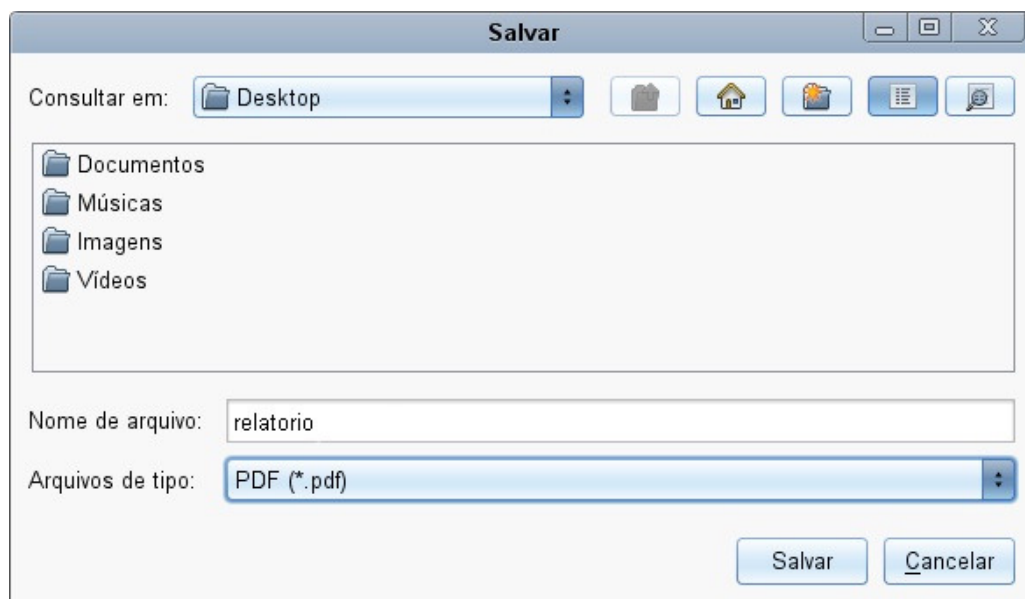 Salvar
Consultar em: Desktop
Documentos
Músicas
Imagens
Vídeos
Nome de arquivo: relatorio
Arquivos de tipo: PDF (*.pdf)
Salvar Cancelar